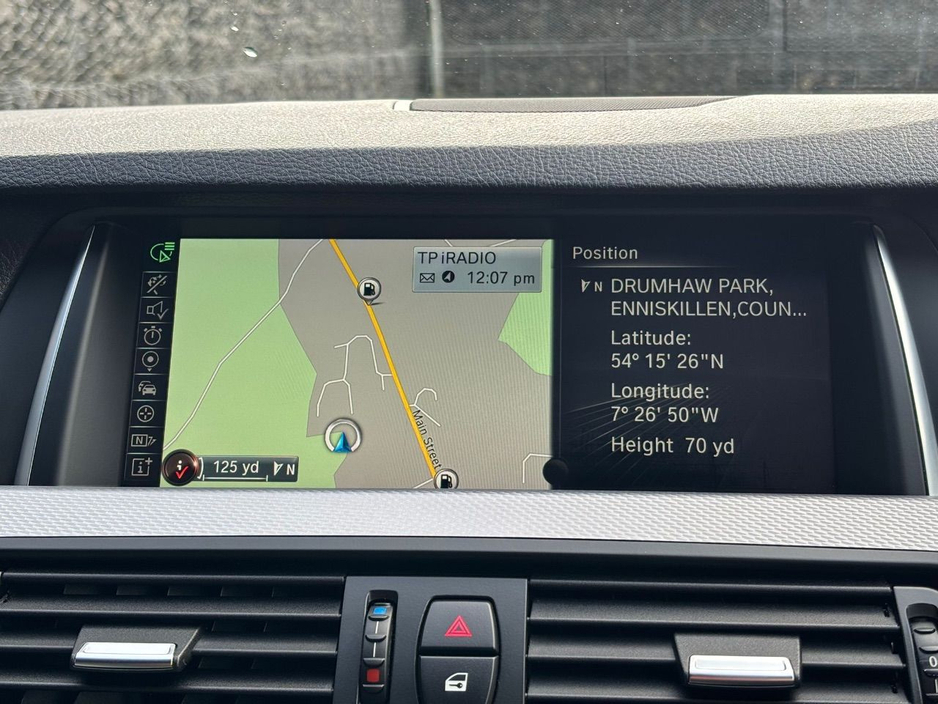 TP iRADIO
12:07 pm
Main Street
125 yd N
Position
N DRUMHAW PARK,
ENNISKILLEN,COUN...
Latitude:
54° 15' 26"N
Longitude:
7° 26' 50"W
Height 70 yd
N
i+
i
0